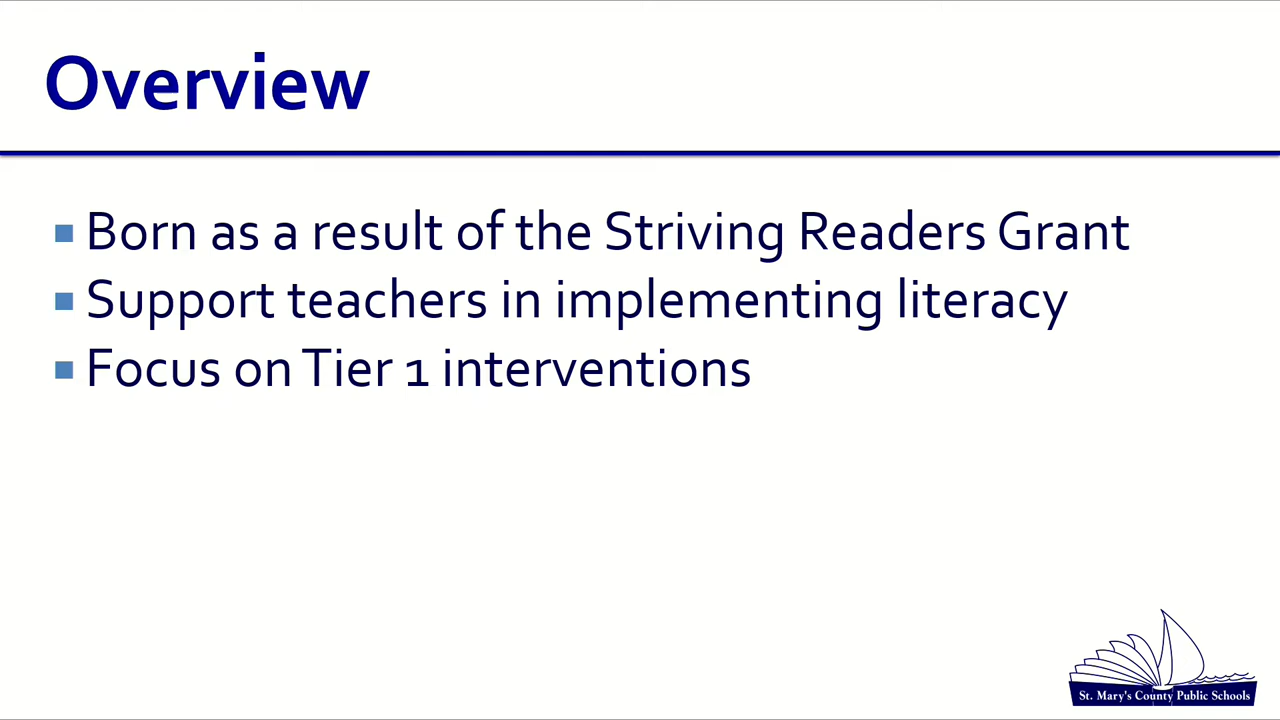 Overview
Born as a result of the Striving Readers Grant
Support teachers in implementing literacy
Focus on Tier 1 interventions
St. Mary's County Public Schools